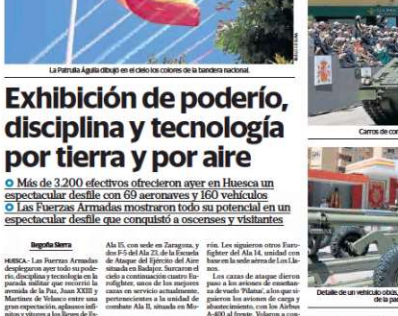 La Patrulla Águila dibujó en el cielo los colores de la bandera nacional.
Exhibición de poderío,
disciplina y tecnología
por tierra y por aire
Más de 3.200 efectivos ofrecieron ayer en Huesca un
espectacular desfile con 69 aeronaves y 160 vehículos
Las Fuerzas Armadas mostraron todo su potencial en un
espectacular desfile que conquistó a oscenses y visitantes
Begoña Sierra
HUESCA.- Las Fuerzas Armadas
desplegaron ayer todo su pode-
río, disciplina y tecnología en la
parada militar que recorrió la
avenida de la Paz, Juan XXIII y
Martínez de Velasco entre una
gran expectación, aplausos infi-
nitos y vítores a los Reyes de Es-
Ala 15, con sede en Zaragoza, y
dos F-5 del Ala 23, de la Escuela
de Ataque del Ejército del Aire
situada en Badajoz. Surcaron el
cielo a continuación cuatro Eu-
rofighter, unos de los mejores
cazas en servicio actualmente,
pertenecientes a la unidad de
combate Ala 11, situada en Mo-
rón. Les siguieron otros Euro-
fighter del Ala 14, unidad con
base en la sede aérea de Los Lla-
nos.
Los cazas de ataque dieron
paso a los aviones de enseñan-
za de vuelo 'Pilatus', a los que si-
guieron los aviones de carga y
abastecimiento, con los Airbus
A-400 al frente. Volaron a con-
Carros de com
Detalle de un vehículo obús,
de la pa